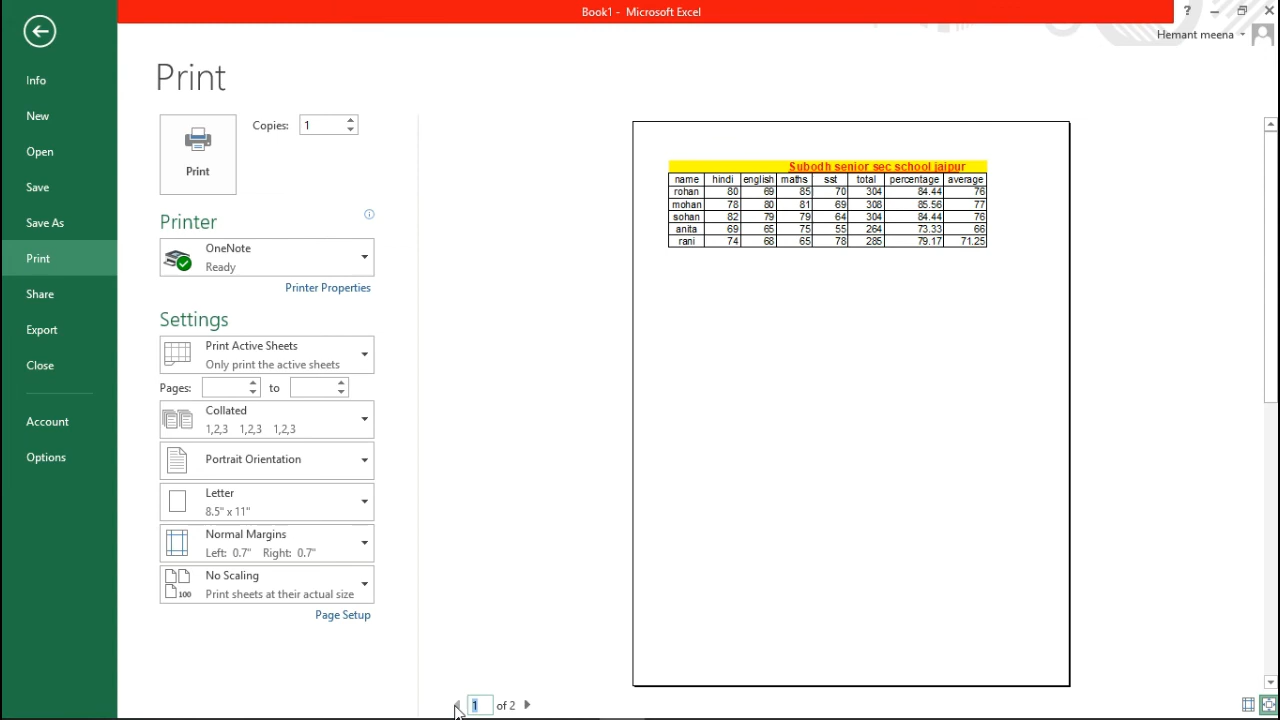 Book1 - Microsoft Excel
?
Hemant meena
Info
New
Open
Save
Save As
Print
Share
Export
Close
Account
Options
Print
Print
Copies: 1
Printer
OneNote
Ready
Printer Properties
Settings
Print Active Sheets
Only print the active sheets
Pages: to
Collated
1,2,3 1,2,3 1,2,3
Portrait Orientation
Letter
8.5" x 11"
Normal Margins
Left: 0.7" Right: 0.7"
No Scaling
Print sheets at their actual size
100
Page Setup
Subodh senior sec school jaipur
name hindi english maths sst total percentage average
rohan 80 69 85 70 304 84.44 76
mohan 78 80 81 69 308 85.56 77
sohan 82 79 79 64 304 84.44 76
anita 69 65 75 55 264 73.33 66
rani 74 68 65 78 285 79.17 71.25
1 of 2